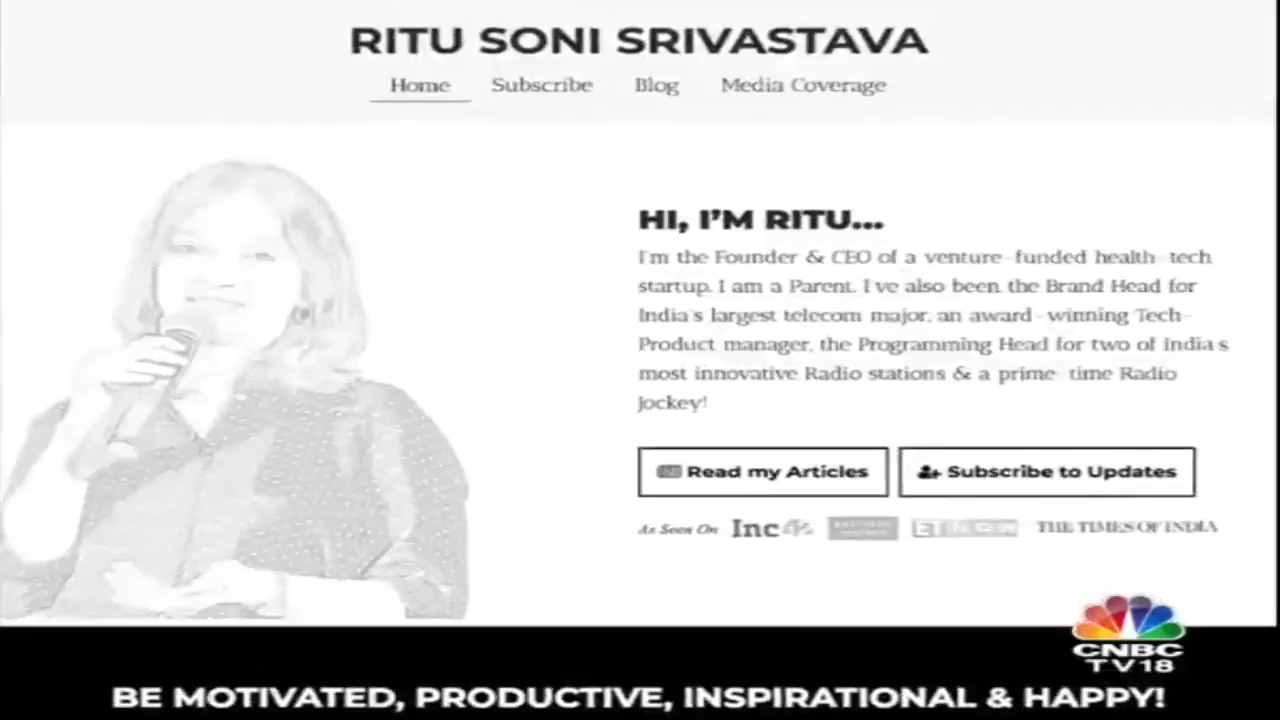 RITU SONI SRIVASTAVA
Home Subscribe Blog Media Coverage
HI, I'M RITU...
I'm the Founder & CEO of a venture-funded health-tech
startup. I am a Parent. I've also been the Brand Head for
India's largest telecom major, an award-winning Tech-
Product manager, the Programming Head for two of India's
most innovative Radio stations & a prime-time Radio
Jockey!
Read my Articles Subscribe to Updates
As Seen On Inc42 ET NOW THE TIMES OF INDIA
CNBC
TV18
BE MOTIVATED, PRODUCTIVE, INSPIRATIONAL & HAPPY!